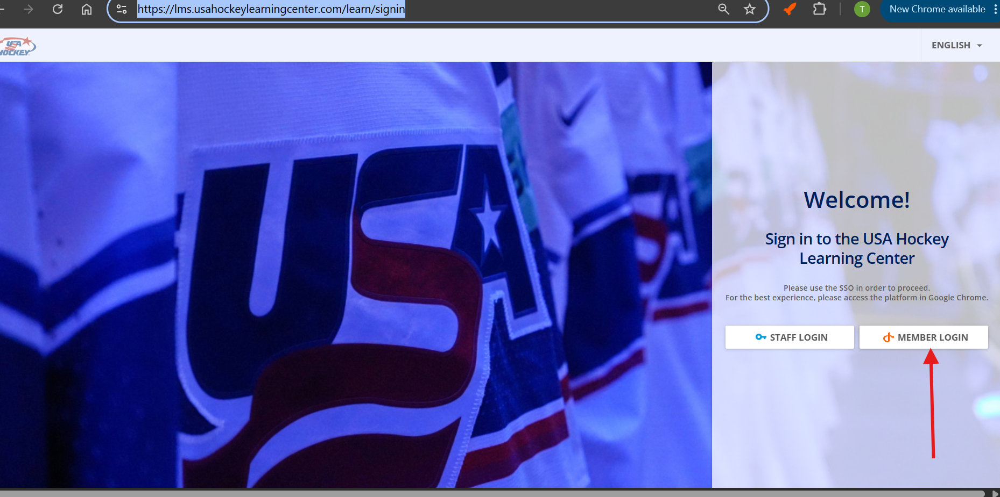 https://lms.usahockeylearningcenter.com/learn/signin
T
New Chrome available
USA
HOCKEY
ENGLISH
USA
USA
Welcome!
Sign in to the USA Hockey
Learning Center
Please use the SSO in order to proceed.
For the best experience, please access the platform in Google Chrome.
STAFF LOGIN
MEMBER LOGIN